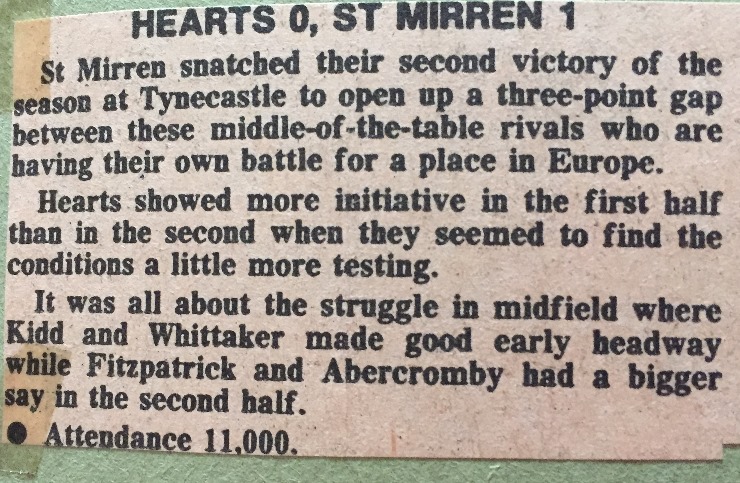 HEARTS 0, ST MIRREN 1
St Mirren snatched their second victory of the
season at Tynecastle to open up a three-point gap
between these middle-of-the-table rivals who are
having their own battle for a place in Europe.
Hearts showed more initiative in the first half
than in the second when they seemed to find the
conditions a little more testing.
It was all about the struggle in midfield where
Kidd and Whittaker made good early headway
while Fitzpatrick and Abercromby had a bigger
say in the second half.
● Attendance 11,000.